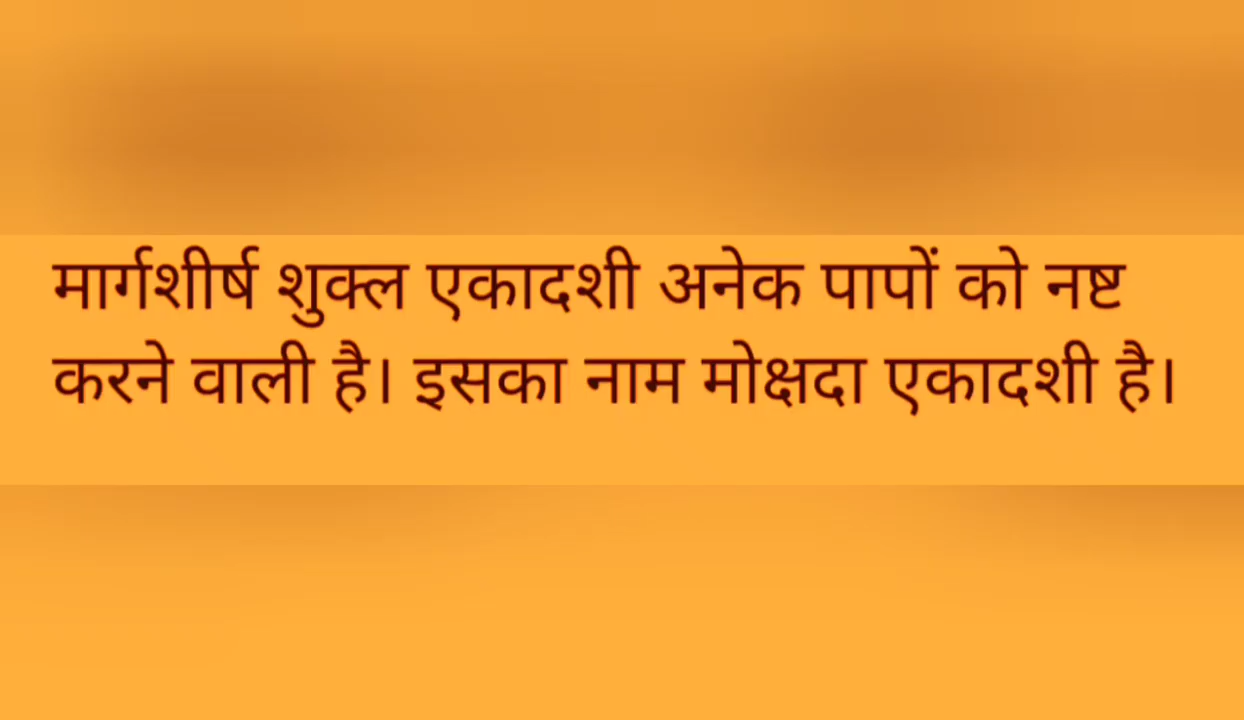 मार्गशीर्ष शुक्ल एकादशी अनेक पापों को नष्ट
करने वाली है। इसका नाम मोक्षदा एकादशी है।